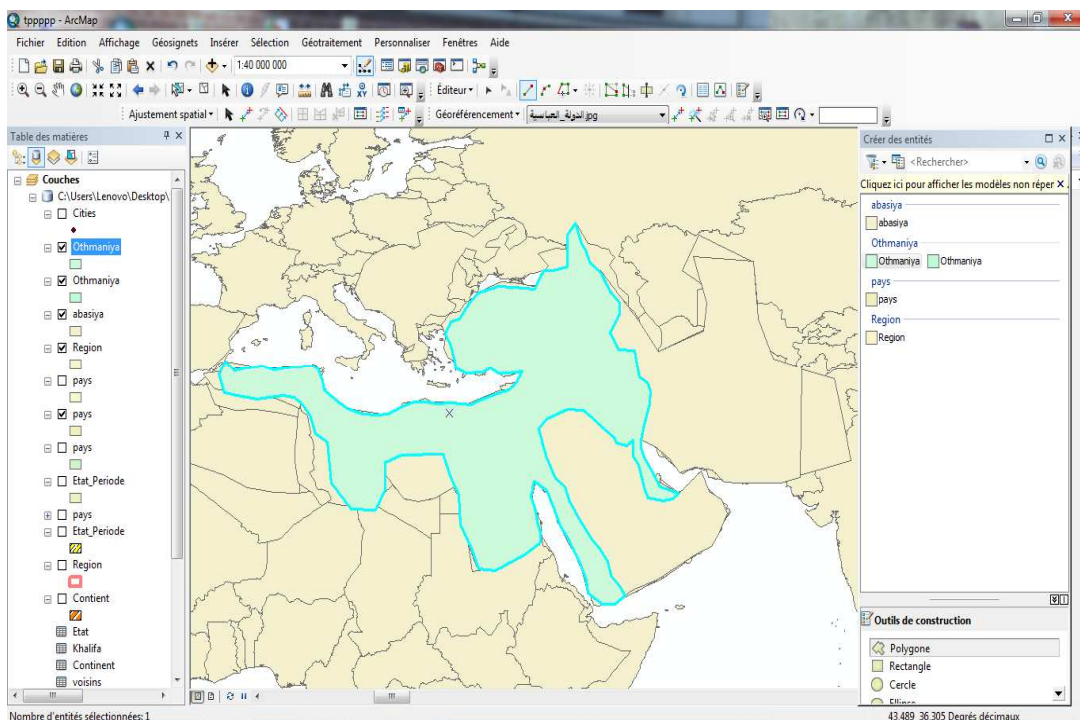 tppppp - ArcMap
Fichier Edition Affichage Géosignets Insérer Sélection Géotraitement Personnaliser Fenêtres Aide
1:40 000 000
Éditeur
Ajustement spatial Géoréférencement الدولة_العباسية.jpg
Table des matières
Couches
C:\Users\Lenovo\Desktop\
Cities
Othmaniya
Othmaniya
abasiya
Region
pays
pays
pays
Etat_Periode
pays
Etat_Periode
Region
Contient
Etat
Khalifa
Continent
voisins
Créer des entités
<Rechercher>
Cliquez ici pour afficher les modèles non réper
abasiya
abasiya
Othmaniya
Othmaniya Othmaniya
pays
pays
Region
Region
Outils de construction
Polygone
Rectangle
Cercle
Ellipse
Nombre d'entités sélectionnées: 1
43,489 36,305 Degrés décimaux